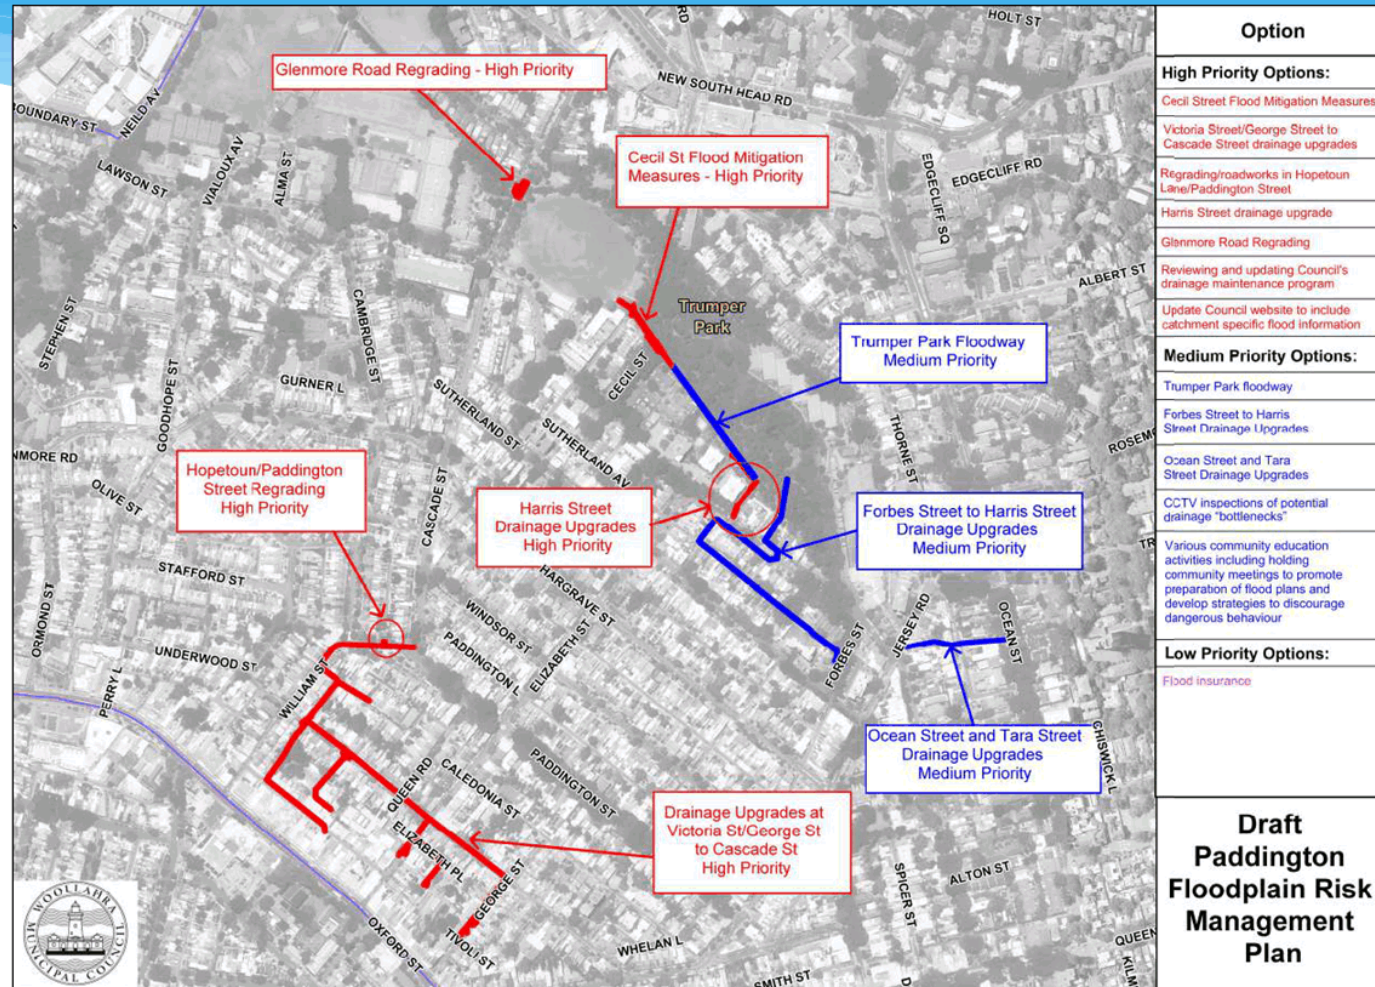 HOLT ST
RD
NEW SOUTH HEAD RD
BOUNDARY ST
NEILD AV
LAWSON ST
VIALOUX AV
ALMA ST
EDGECLIFF RD
EDGECLIFF SQ
ALBERT ST
Glenmore Road Regrading - High Priority
Cecil St Flood Mitigation
Measures - High Priority
Trumper
Park
Trumper Park Floodway
Medium Priority
STEPHEN ST
CAMBRIDGE ST
GOODHOPE ST
GURNER L
CECIL ST
SUTHERLAND ST
SUTHERLAND AV
THORNE ST
ROSEM
NMORE RD
OLIVE ST
CASCADE ST
Hopetoun/Paddington
Street Regrading
High Priority
Harris Street
Drainage Upgrades
High Priority
Forbes Street to Harris Street
Drainage Upgrades
Medium Priority
TR
STAFFORD ST
HARGRAVE ST
WINDSOR ST
ELIZABETH ST
PADDINGTON L
ORMOND ST
UNDERWOOD ST
PERRY L
WILLIAM ST
FORBES ST
JERSEY RD
OCEAN ST
CHISWICK L
Ocean Street and Tara Street
Drainage Upgrades
Medium Priority
QUEEN RD
CALEDONIA ST
PADDINGTON ST
ELIZABETH PL
GEORGE ST
TIVOLI ST
OXFORD ST
Drainage Upgrades at
Victoria St/George St
to Cascade St
High Priority
SPICER ST
ALTON ST
WHELAN L
SMITH ST
D
QUEEN
KILM
WOOLLAHRA
MUNICIPAL COUNCIL
Option
High Priority Options:
Cecil Street Flood Mitigation Measures
Victoria Street/George Street to
Cascade Street drainage upgrades
Regrading/roadworks in Hopetoun
Lane/Paddington Street
Harris Street drainage upgrade
Glenmore Road Regrading
Reviewing and updating Council's
drainage maintenance program
Update Council website to include
catchment specific flood information
Medium Priority Options:
Trumper Park floodway
Forbes Street to Harris
Street Drainage Upgrades
Ocean Street and Tara
Street Drainage Upgrades
CCTV inspections of potential
drainage "bottlenecks"
Various community education
activities including holding
community meetings to promote
preparation of flood plans and
develop strategies to discourage
dangerous behaviour
Low Priority Options:
Flood insurance
Draft
Paddington
Floodplain Risk
Management
Plan